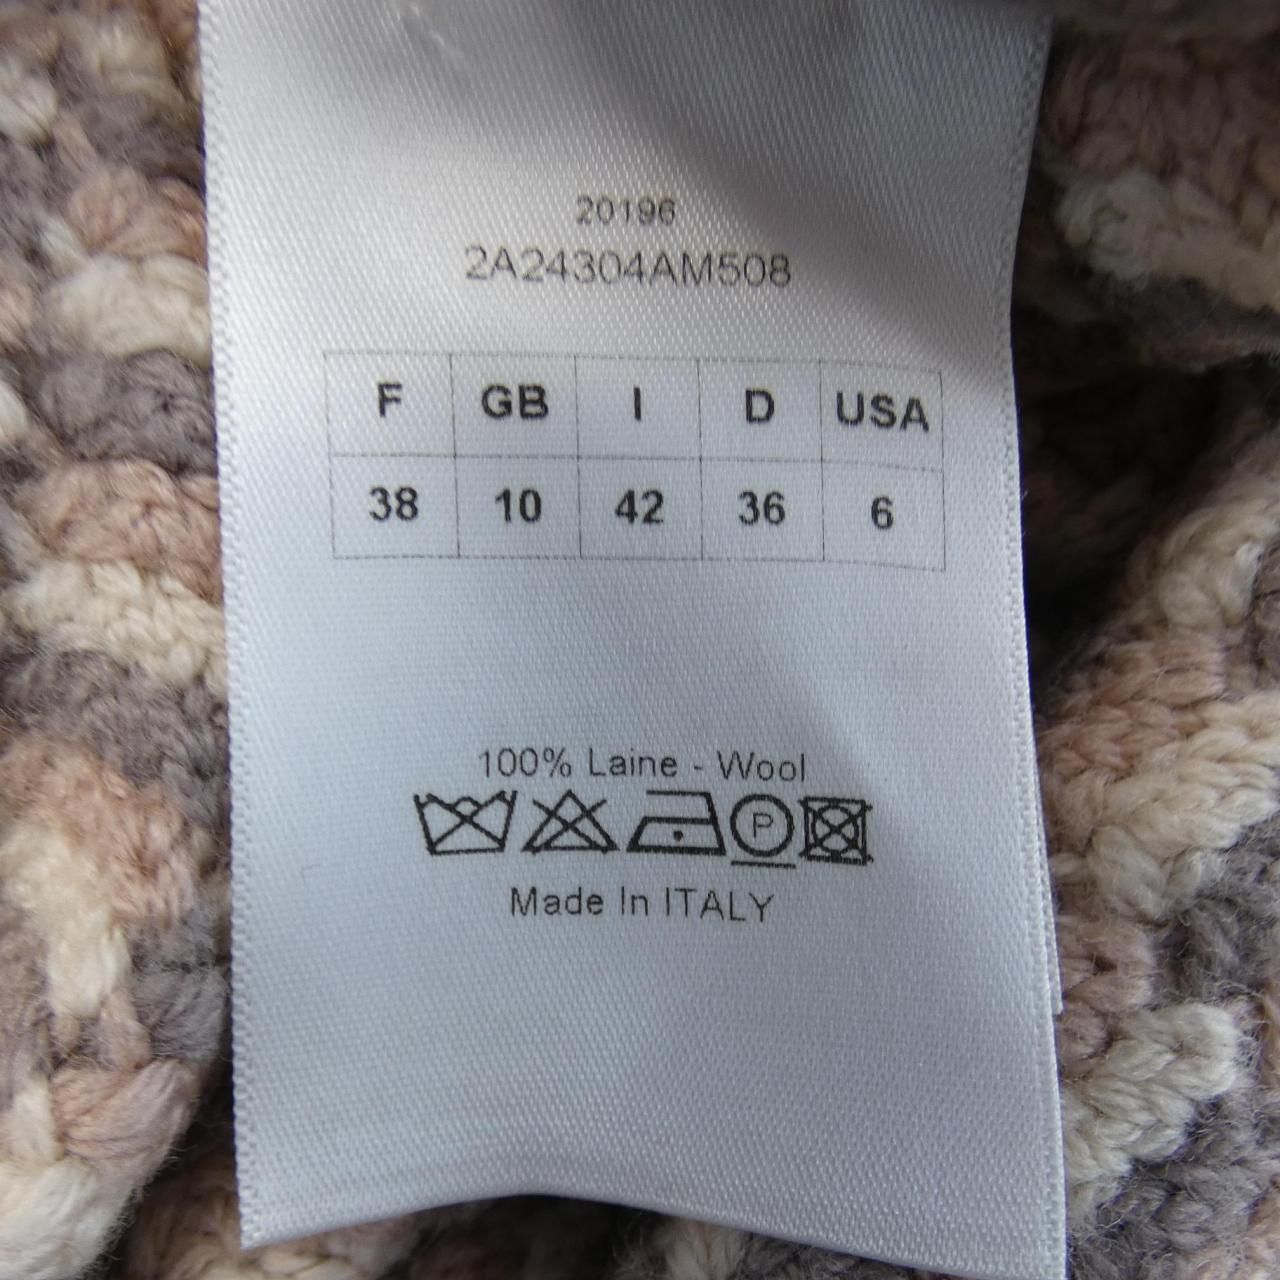 20196
2A24304AM508
F GB I D USA
38 10 42 36 6
100% Laine - Wool
P
Made In ITALY